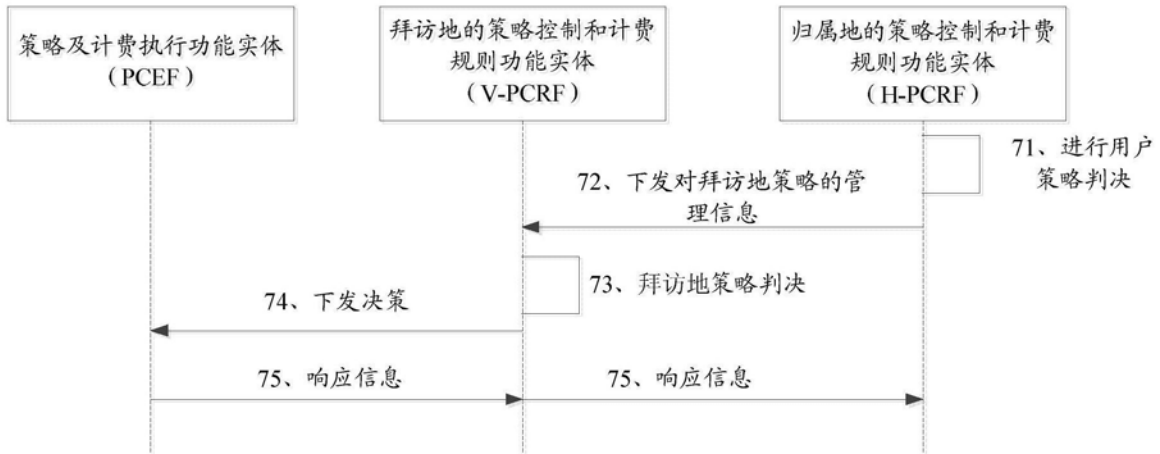 策略及计费执行功能实体
（PCEF）
拜访地的策略控制和计费
规则功能实体
（V-PCRF）
归属地的策略控制和计费
规则功能实体
（H-PCRF）
71、进行用户
策略判决
72、下发对拜访地策略的管
理信息
73、拜访地策略判决
74、下发决策
75、响应信息
75、响应信息